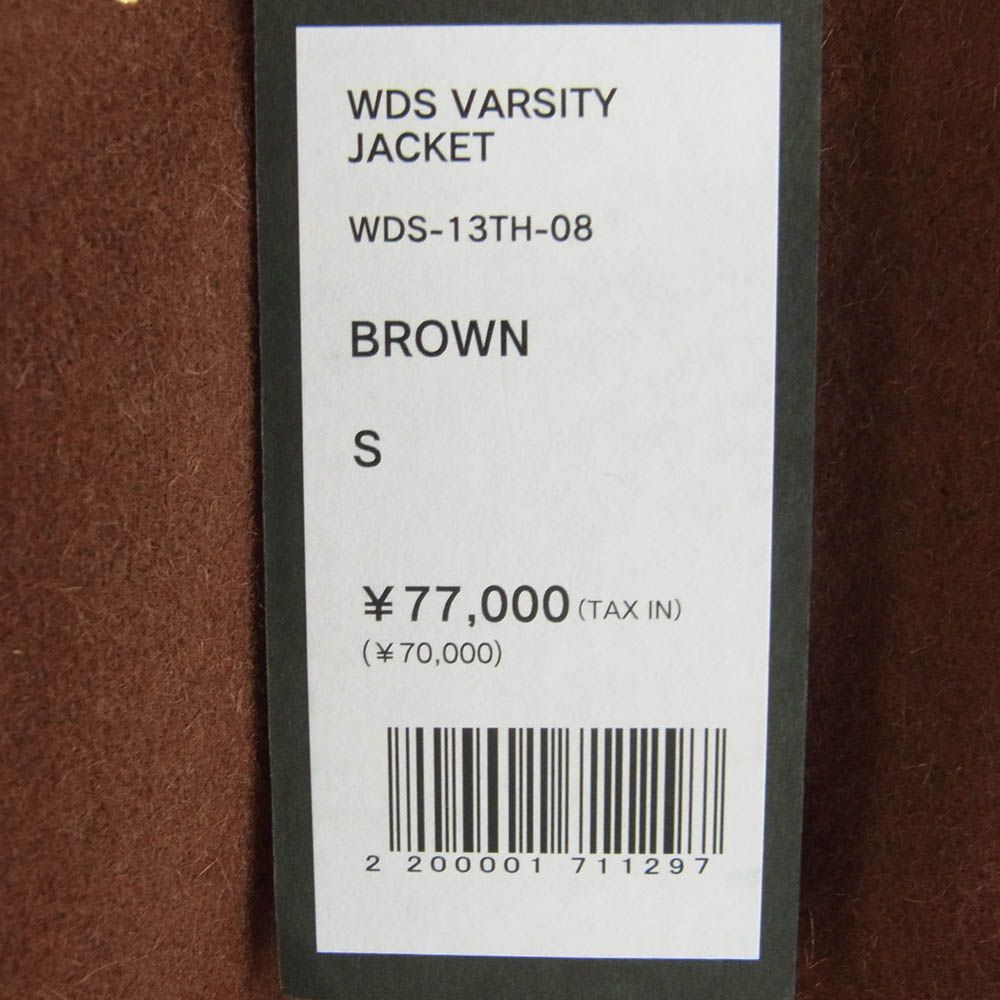 WDS VARSITY
JACKET
WDS-13TH-08
BROWN
S
¥77,000 (TAX IN)
(¥70,000)
2 200001 711297